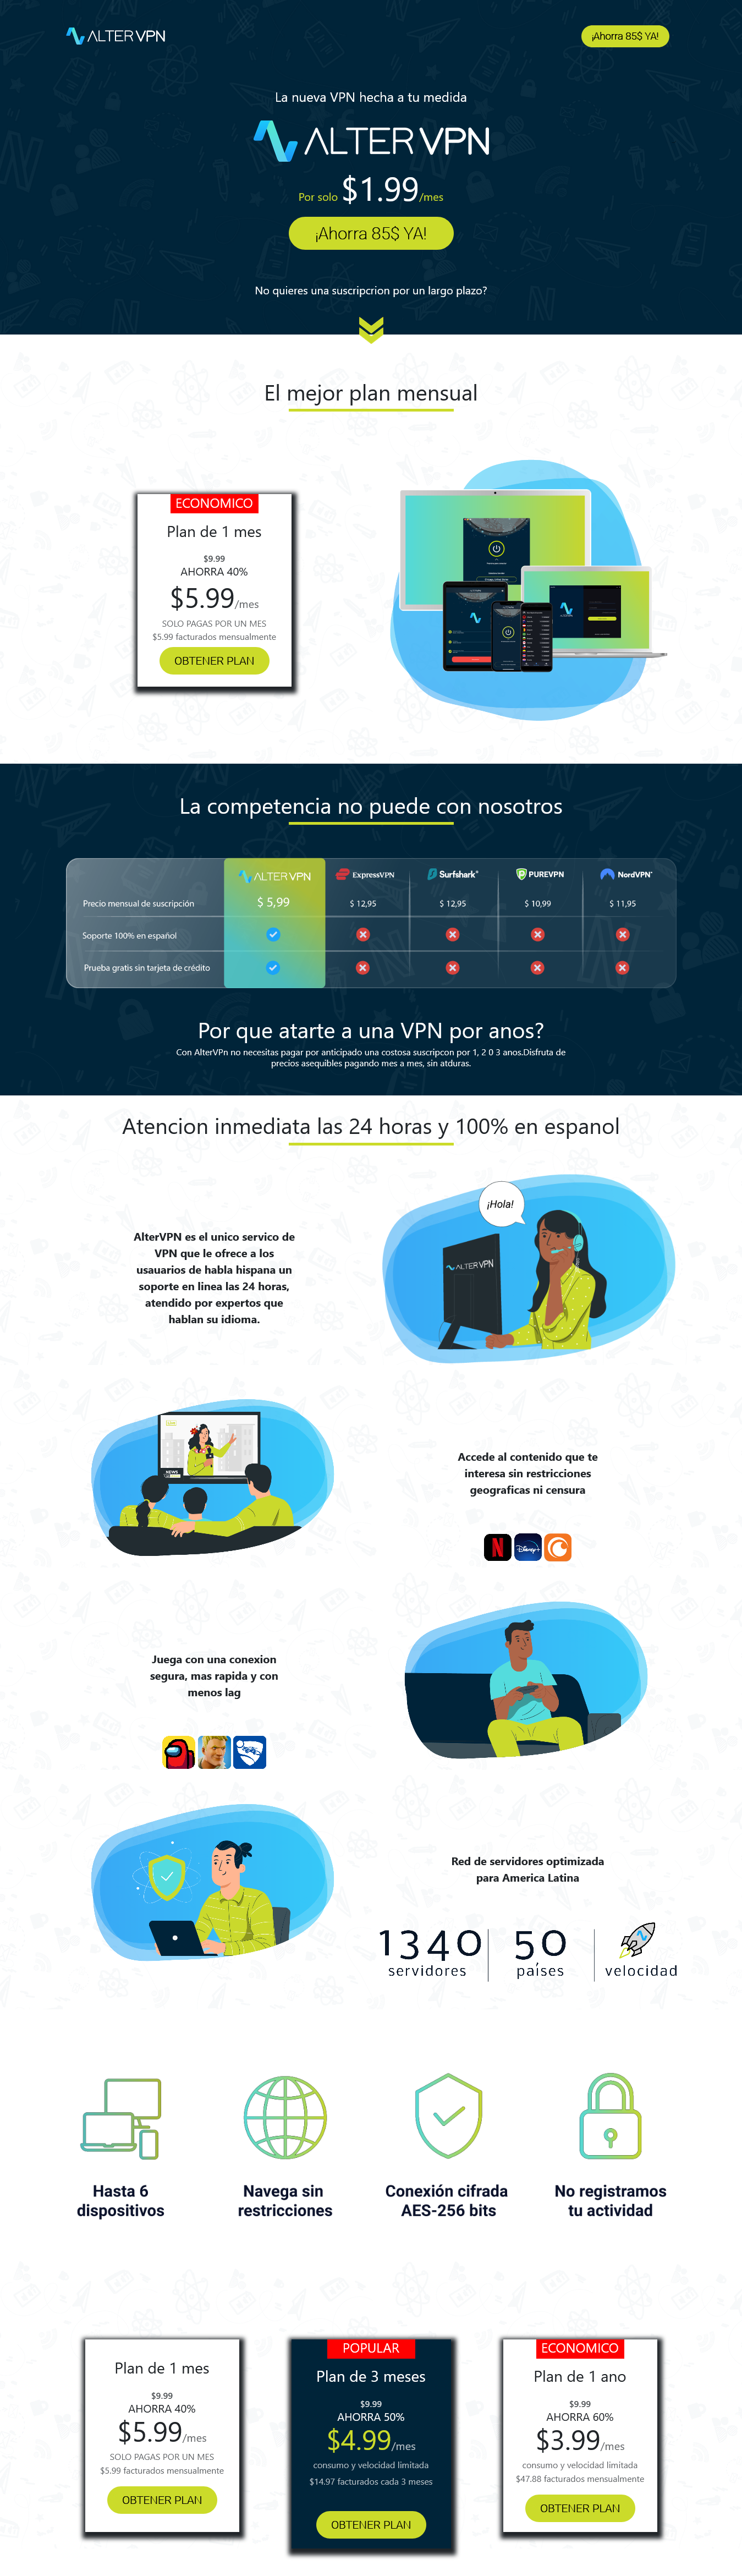 ALTER VPN
¡Ahorra 85$ YA!
La nueva VPN hecha a tu medida
ALTER VPN
Por solo $1.99/mes
¡Ahorra 85$ YA!
No quieres una suscripcrion por un largo plazo?
El mejor plan mensual
ECONOMICO
Plan de 1 mes
$9.99
AHORRA 40%
$5.99/mes
SOLO PAGAS POR UN MES
$5.99 facturados mensualmente
OBTENER PLAN
La competencia no puede con nosotros
ALTER VPN ExpressVPN Surfshark® PUREVPN NordVPN
Precio mensual de suscripción $ 5,99 $ 12,95 $ 12,95 $ 10,99 $ 11,95
Soporte 100% en español
Prueba gratis sin tarjeta de crédito
Por que atarte a una VPN por anos?
Con AlterVPn no necesitas pagar por anticipado una costosa suscripcon por 1, 2 0 3 anos.Disfruta de
precios asequibles pagando mes a mes, sin atduras.
Atencion inmediata las 24 horas y 100% en espanol
¡Hola!
ALTER VPN
AlterVPN es el unico servico de
VPN que le ofrece a los
usuarios de habla hispana un
soporte en linea las 24 horas,
atendido por expertos que
hablan su idioma.
LIVE
NEWS
Accede al contenido que te
interesa sin restricciones
geograficas ni censura
N Disney+
Juega con una conexion
segura, mas rapida y con
menos lag
Red de servidores optimizada
para America Latina
1340 50
servidores países velocidad
Hasta 6
dispositivos
Navega sin
restricciones
Conexión cifrada
AES-256 bits
No registramos
tu actividad
Plan de 1 mes
$9.99
AHORRA 40%
$5.99/mes
SOLO PAGAS POR UN MES
$5.99 facturados mensualmente
OBTENER PLAN
POPULAR
Plan de 3 meses
$9.99
AHORRA 50%
$4.99/mes
consumo y velocidad limitada
$14.97 facturados cada 3 meses
OBTENER PLAN
ECONOMICO
Plan de 1 ano
$9.99
AHORRA 60%
$3.99/mes
consumo y velocidad limitada
$47.88 facturados mensualmente
OBTENER PLAN